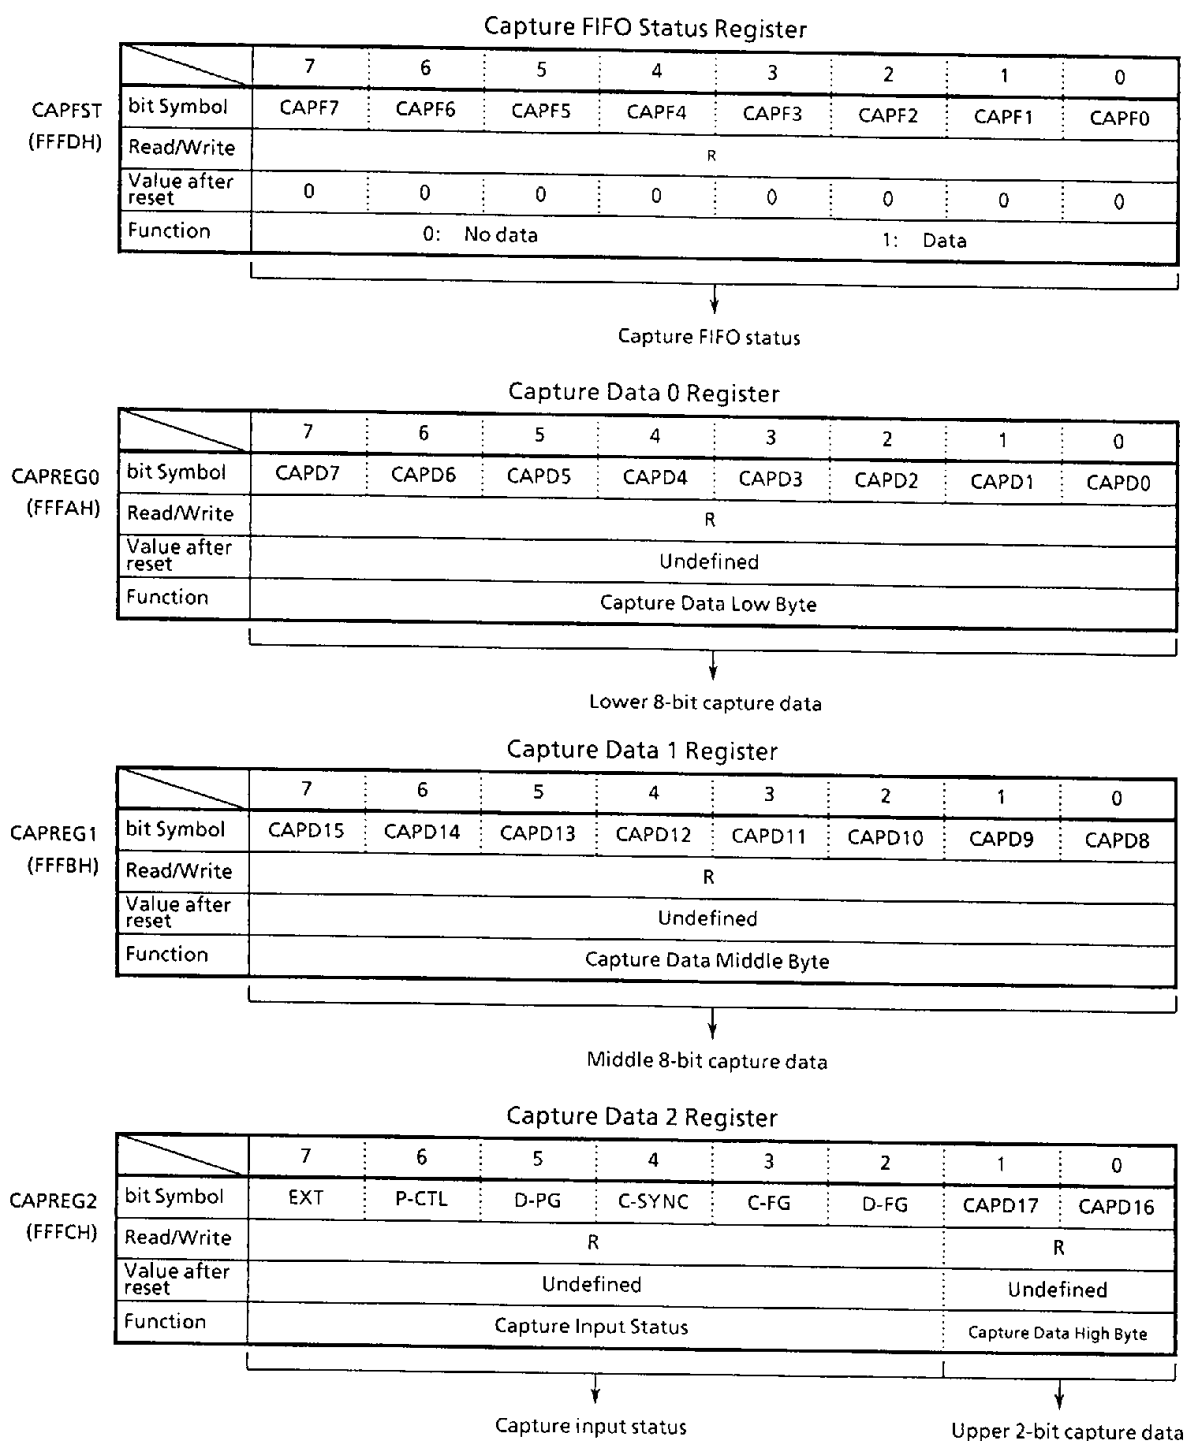 Capture FIFO Status Register
7 6 5 4 3 2 1 0
CAPFST
(FFFDH)
bit Symbol CAPF7 CAPF6 CAPF5 CAPF4 CAPF3 CAPF2 CAPF1 CAPF0
Read/Write R
Value after
reset 0 0 0 0 0 0 0 0
Function 0: No data 1: Data
Capture FIFO status
Capture Data 0 Register
7 6 5 4 3 2 1 0
CAPREG0
(FFFAH)
bit Symbol CAPD7 CAPD6 CAPD5 CAPD4 CAPD3 CAPD2 CAPD1 CAPD0
Read/Write R
Value after
reset Undefined
Function Capture Data Low Byte
Lower 8-bit capture data
Capture Data 1 Register
7 6 5 4 3 2 1 0
CAPREG1
(FFFBH)
bit Symbol CAPD15 CAPD14 CAPD13 CAPD12 CAPD11 CAPD10 CAPD9 CAPD8
Read/Write R
Value after
reset Undefined
Function Capture Data Middle Byte
Middle 8-bit capture data
Capture Data 2 Register
7 6 5 4 3 2 1 0
CAPREG2
(FFFCH)
bit Symbol EXT P-CTL D-PG C-SYNC C-FG D-FG CAPD17 CAPD16
Read/Write R R
Value after
reset Undefined Undefined
Function Capture Input Status Capture Data High Byte
Capture input status Upper 2-bit capture data